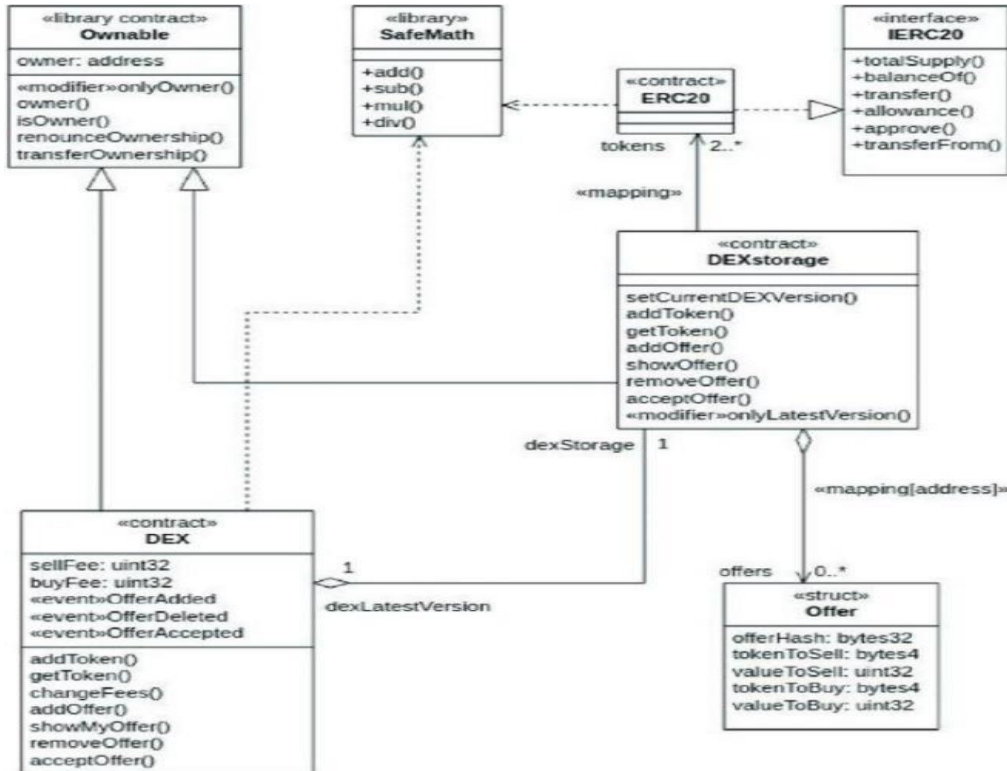 «library contract»
Ownable
owner: address
«modifier»onlyOwner()
owner()
isOwner()
renounceOwnership()
transferOwnership()
«library»
SafeMath
+add()
+sub()
+mul()
+div()
«contract»
ERC20
tokens
2..*
«mapping»
«interface»
IERC20
+totalSupply()
+balanceOf()
+transfer()
+allowance()
+approve()
+transferFrom()
«contract»
DEXstorage
setCurrentDEXVersion()
addToken()
getToken()
addOffer()
showOffer()
removeOffer()
acceptOffer()
«modifier»onlyLatestVersion()
dexStorage
1
«mapping[address]»
«contract»
DEX
sellFee: uint32
buyFee: uint32
«event»OfferAdded
«event»OfferDeleted
«event»OfferAccepted
addToken()
getToken()
changeFees()
addOffer()
showMyOffer()
removeOffer()
acceptOffer()
1
dexLatestVersion
offers
0..*
«struct»
Offer
offerHash: bytes32
tokenToSell: bytes4
valueToSell: uint32
tokenToBuy: bytes4
valueToBuy: uint32